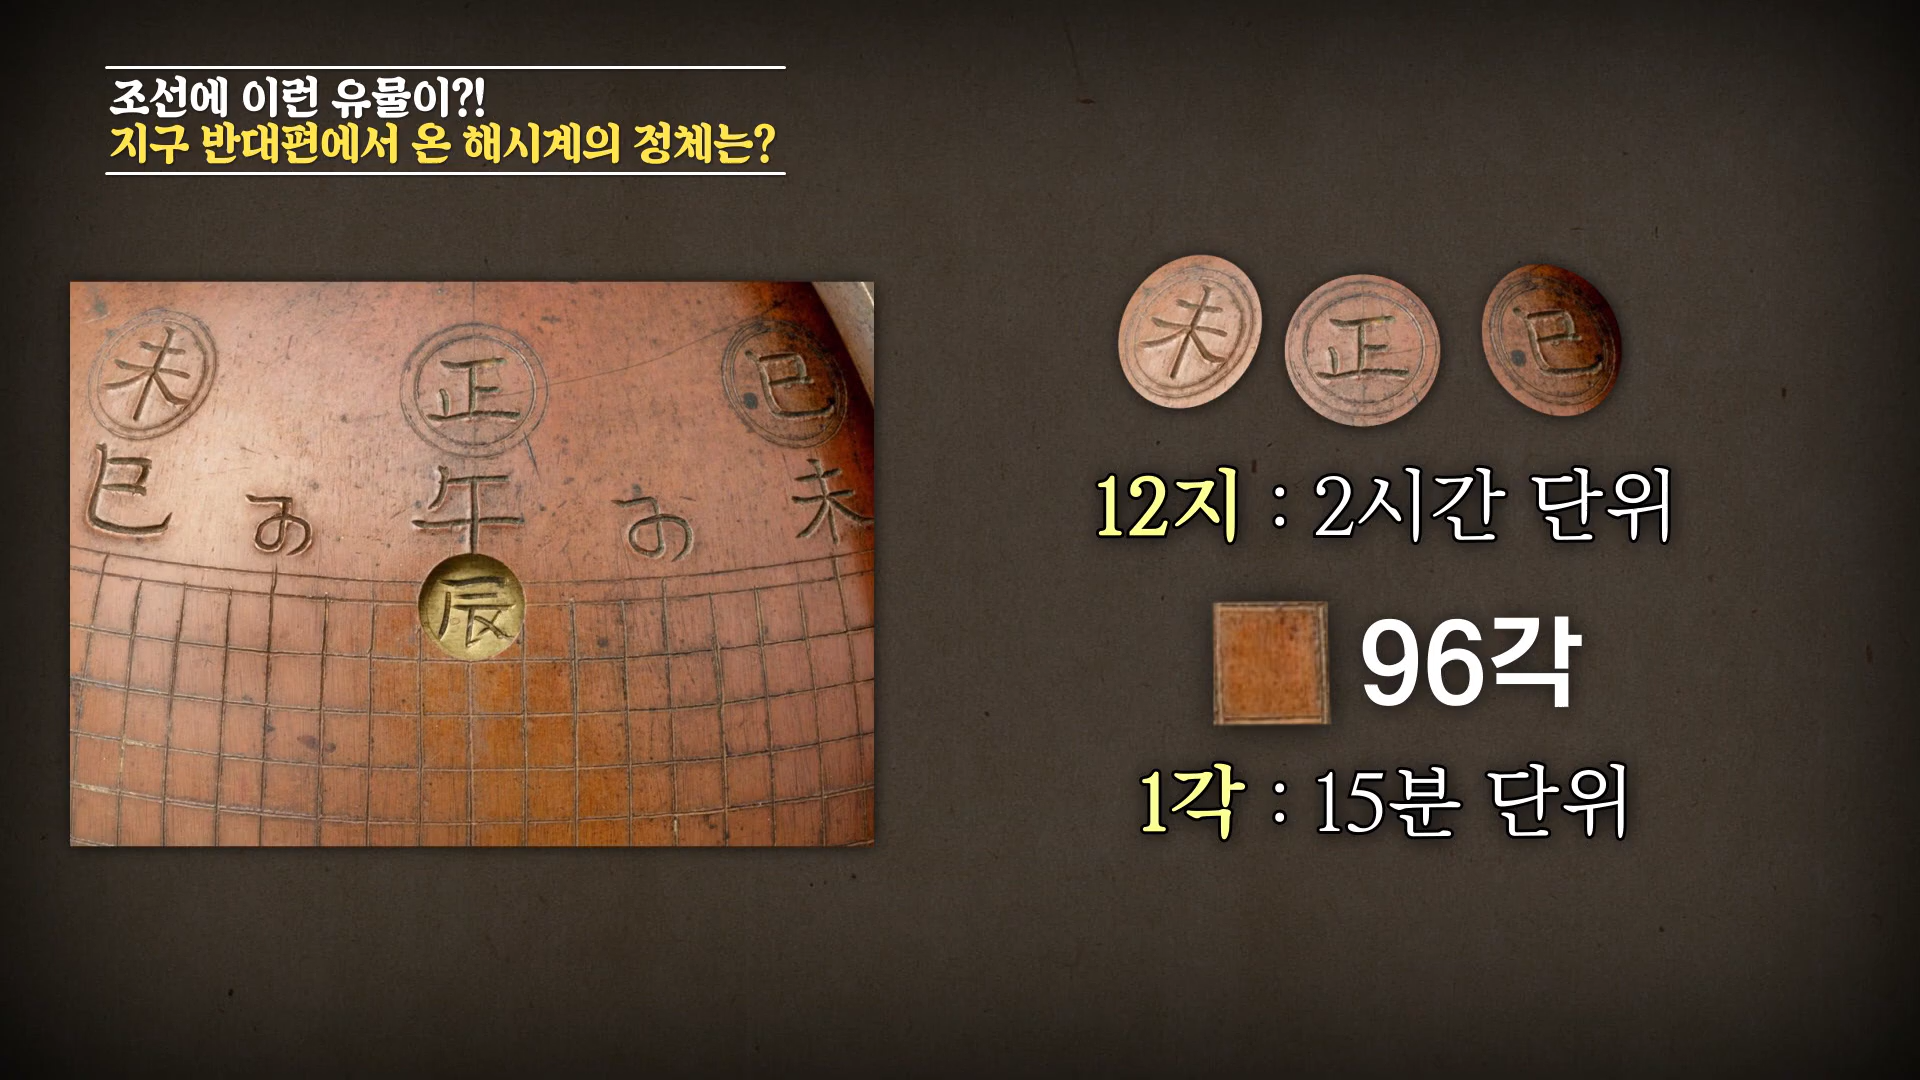 조선에 이런 유물이?!
지구 반대편에서 온 해시계의 정체는?
未 正 巳
巳 午 未
辰
未 正 巳
12지 : 2시간 단위
96각
1각 : 15분 단위